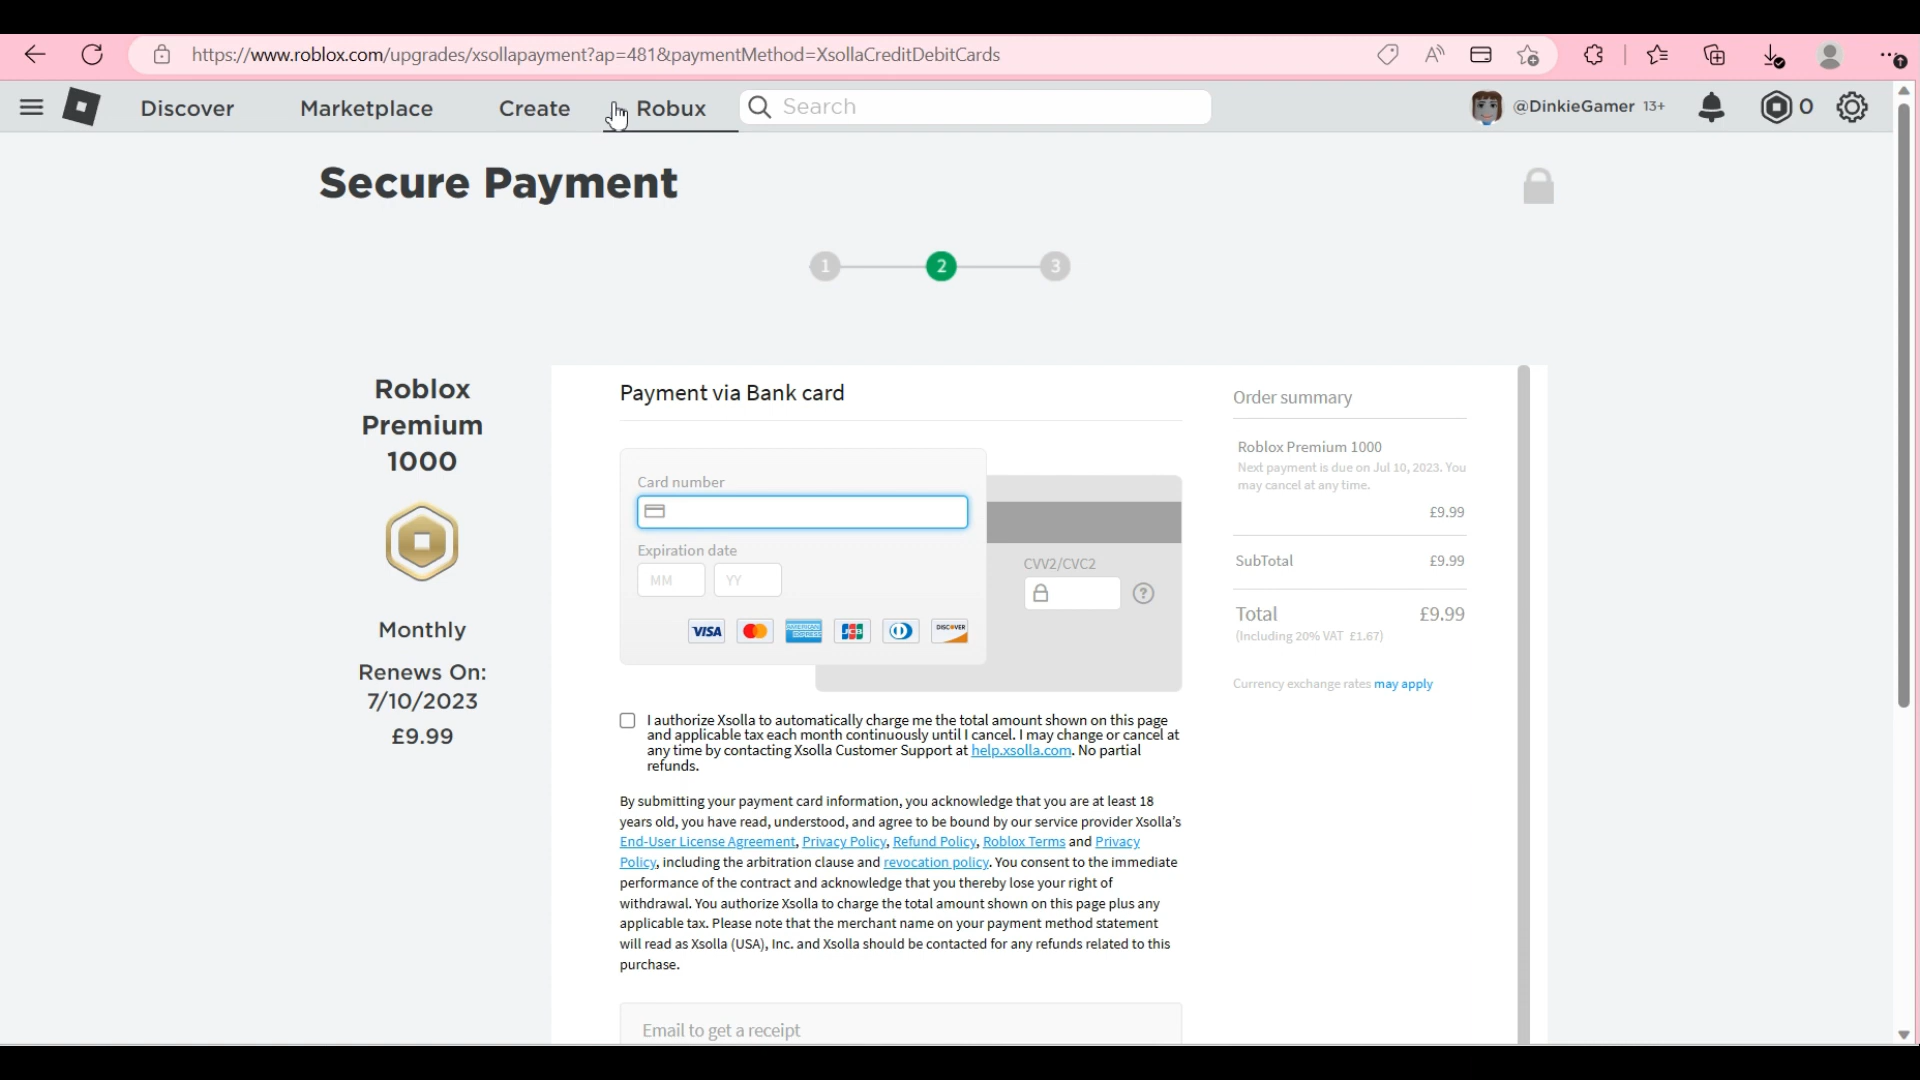 https://www.roblox.com/upgrades/xsollapayment?ap=481&paymentMethod=XsollaCreditDebitCards
Discover
Marketplace
Create
Robux
Search
@DinkieGamer 13+
0
Secure Payment
1
2
3
Roblox
Premium
1000
Monthly
Renews On:
7/10/2023
£9.99
Payment via Bank card
Card number
Expiration date
MM
YY
CVV2/CVC2
?
VISA
AMERICAN EXPRESS
JCB
DISCOVER
I authorize Xsolla to automatically charge me the total amount shown on this page
and applicable tax each month continuously until I cancel. I may change or cancel at
any time by contacting Xsolla Customer Support at help.xsolla.com. No partial
refunds.
By submitting your payment card information, you acknowledge that you are at least 18
years old, you have read, understood, and agree to be bound by our service provider Xsolla's
End-User License Agreement, Privacy Policy, Refund Policy, Roblox Terms and Privacy
Policy, including the arbitration clause and revocation policy. You consent to the immediate
performance of the contract and acknowledge that you thereby lose your right of
withdrawal. You authorize Xsolla to charge the total amount shown on this page plus any
applicable tax. Please note that the merchant name on your payment method statement
will read as Xsolla (USA), Inc. and Xsolla should be contacted for any refunds related to this
purchase.
Email to get a receipt
Order summary
Roblox Premium 1000
Next payment is due on Jul 10, 2023. You
may cancel at any time.
£9.99
SubTotal £9.99
Total £9.99
(Including 20% VAT £1.67)
Currency exchange rates may apply